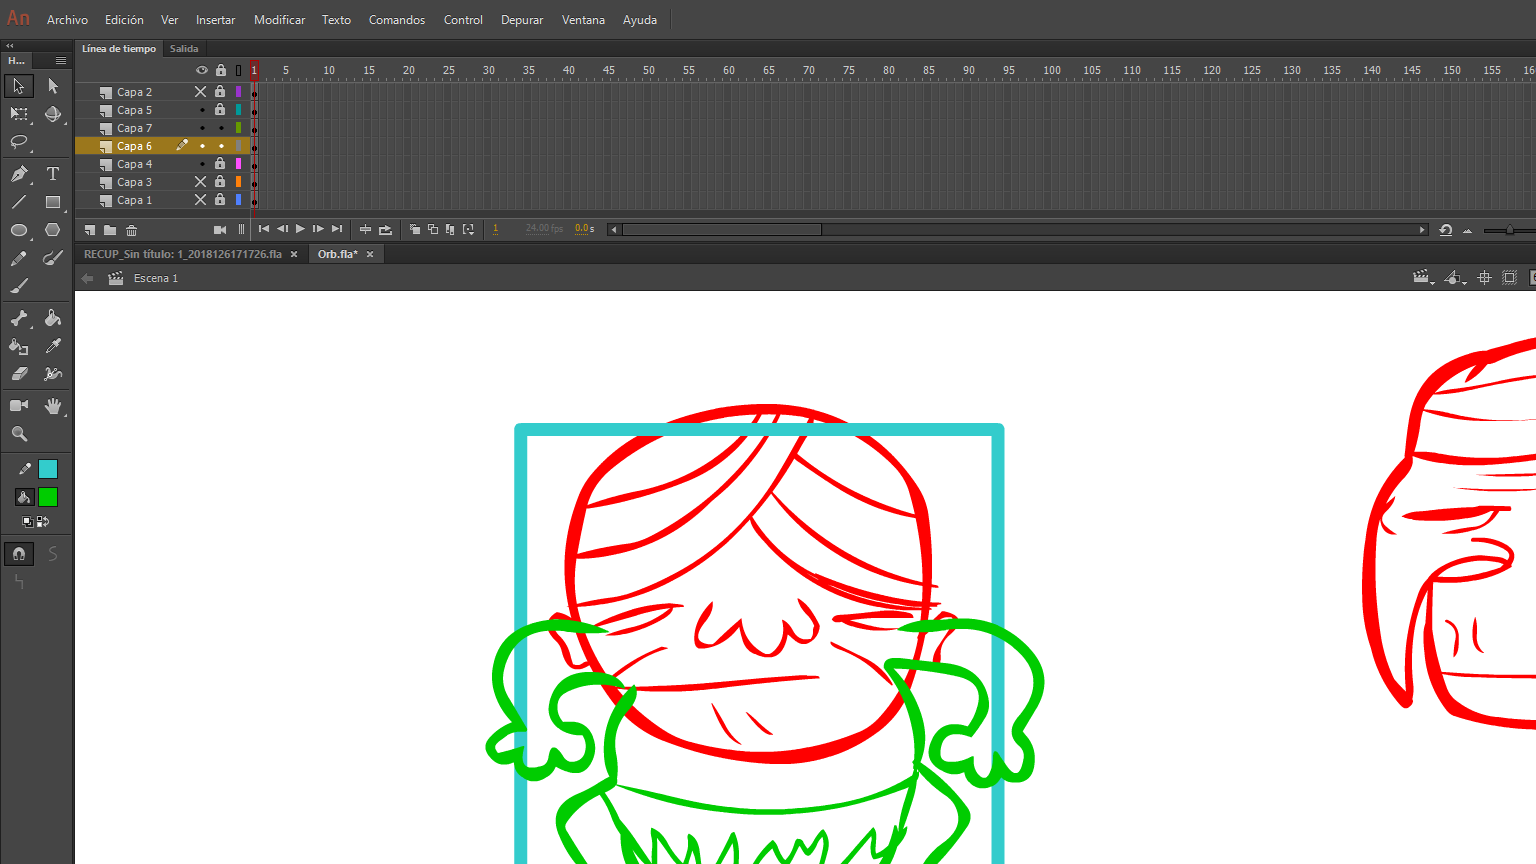 An Archivo Edición Ver Insertar Modificar Texto Comandos Control Depurar Ventana Ayuda
H... Línea de tiempo Salida
1 5 10 15 20 25 30 35 40 45 50 55 60 65 70 75 80 85 90 95 100 105 110 115 120 125 130 135 140 145 150 155 160
Capa 2
Capa 5
Capa 7
Capa 6
Capa 4
Capa 3
Capa 1
1 24.00 fps 0.0 s
RECUP_Sin título: 1_2018126171726.fla Orb.fla*
Escena 1